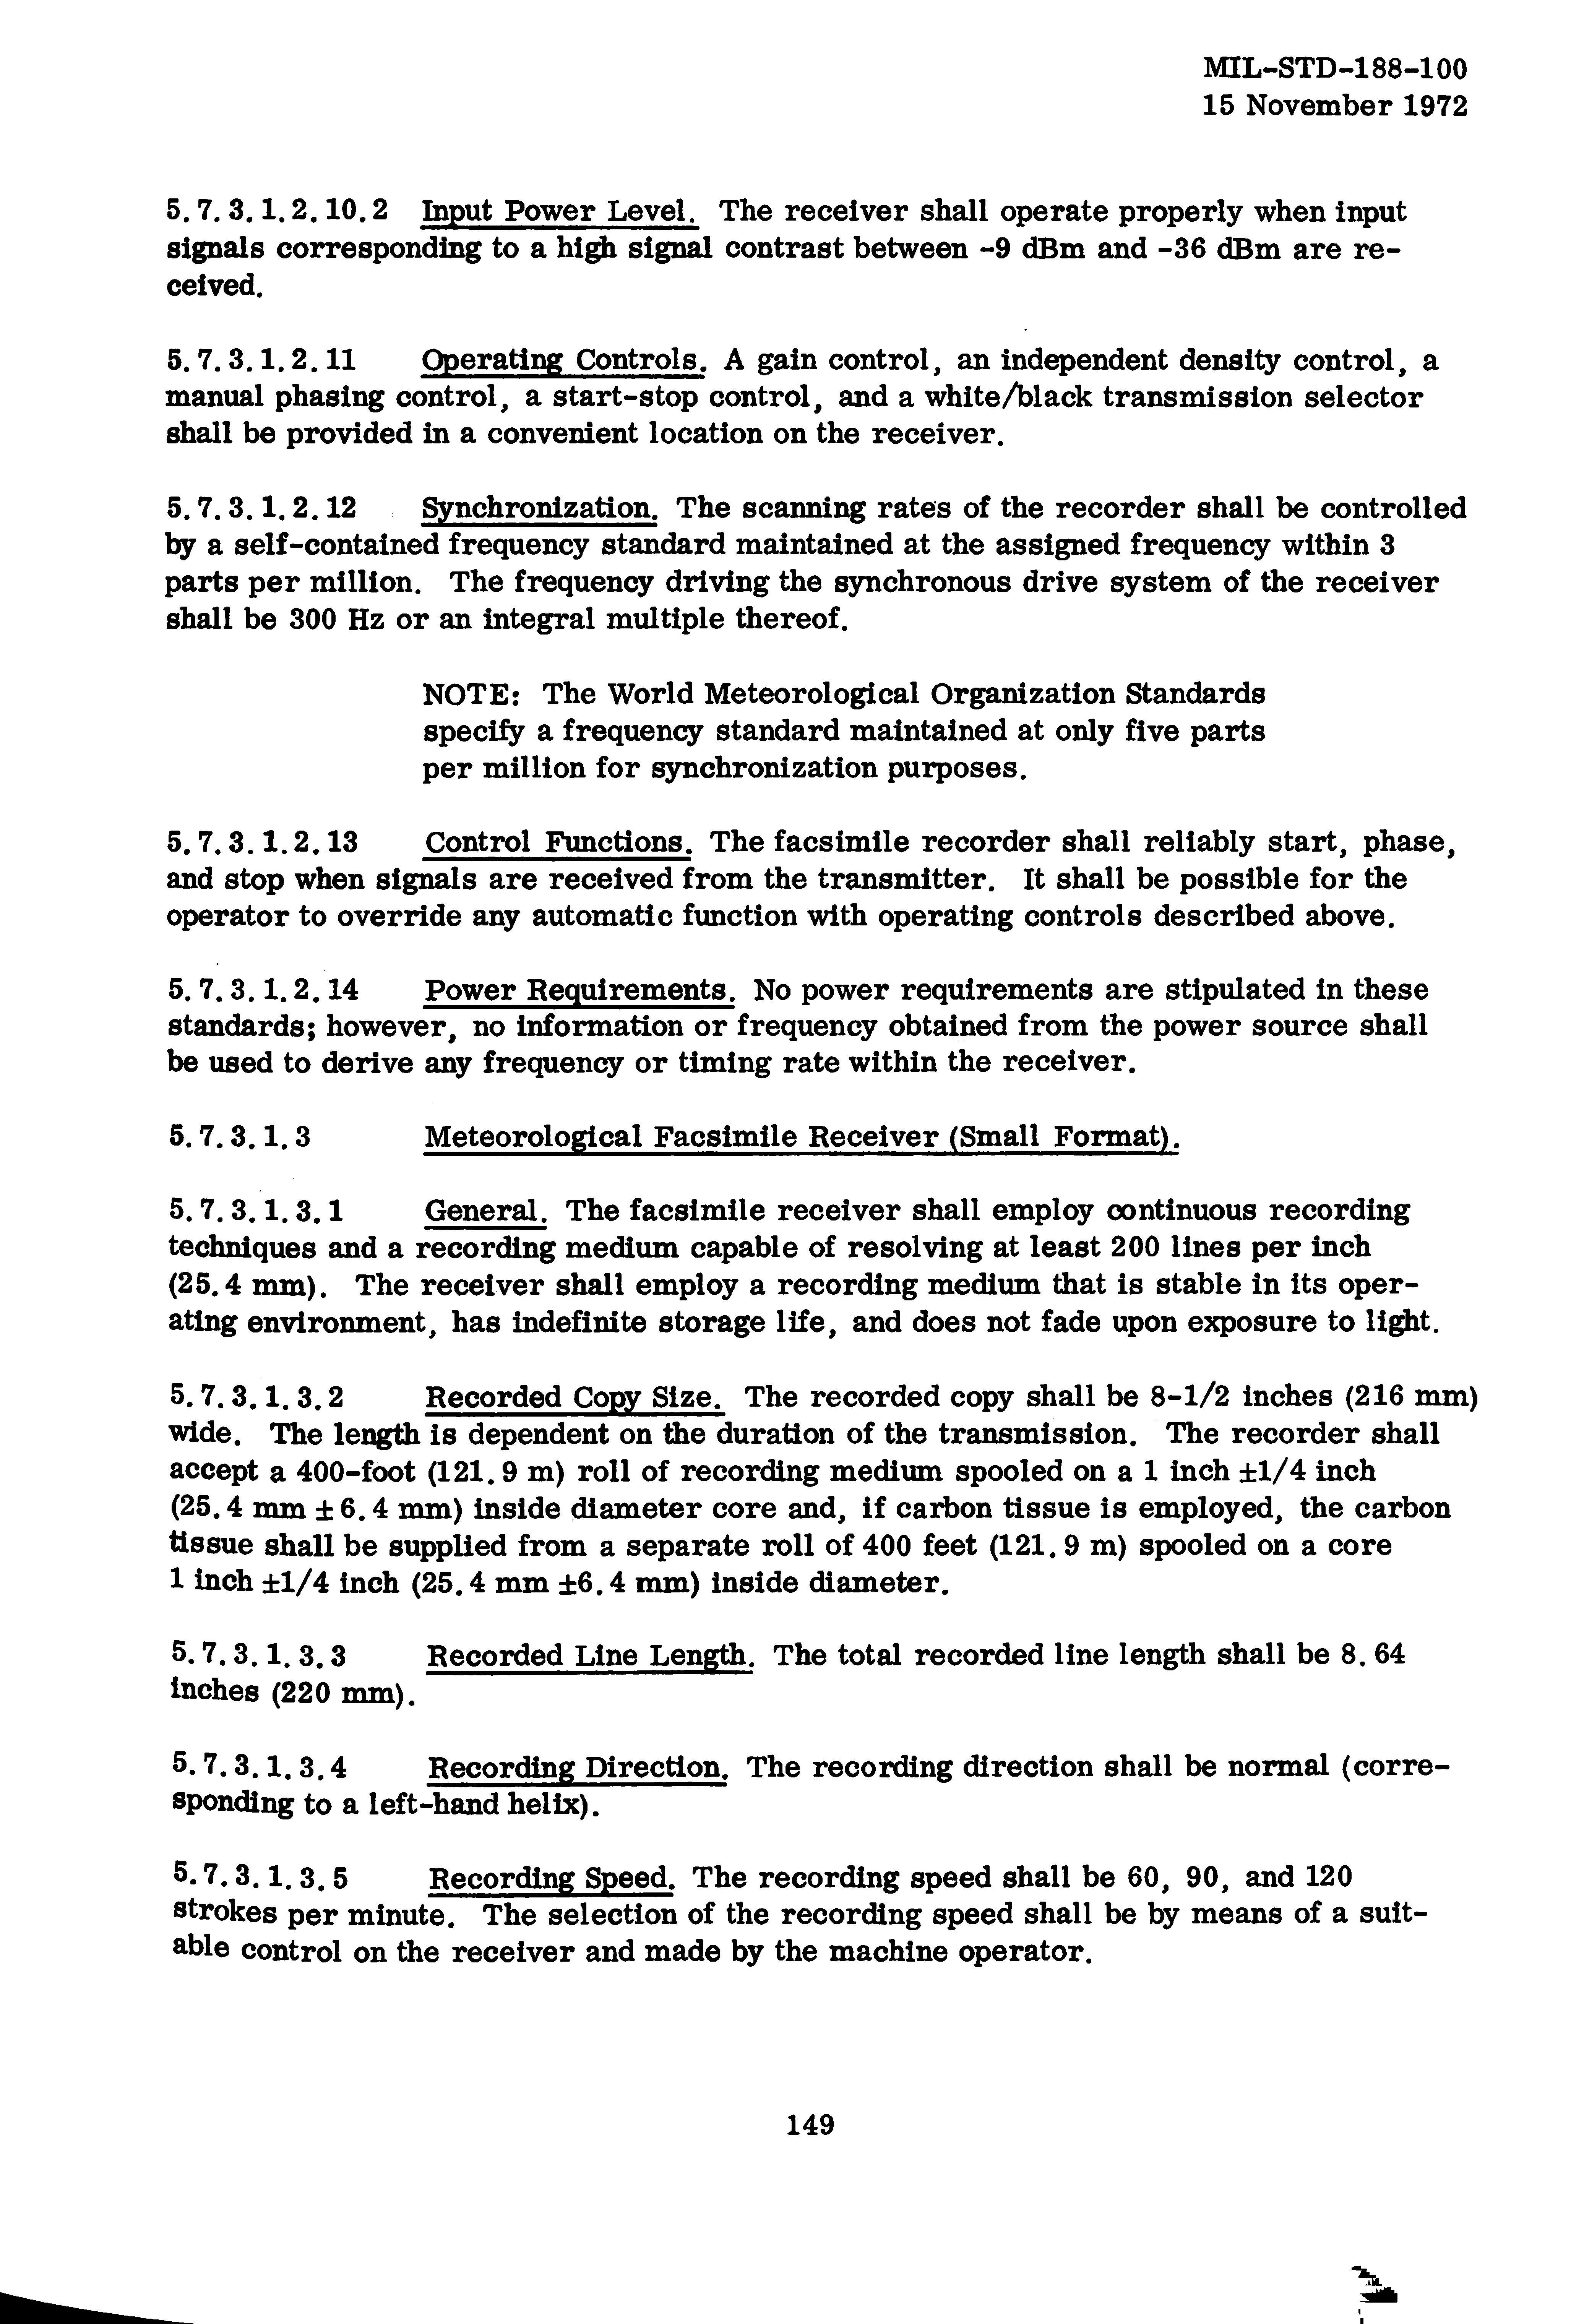 MIL-STD-188-100
15 November 1972
5.7.3.1.2.10.2 Input Power Level. The receiver shall operate properly when input
signals corresponding to a high signal contrast between -9 dBm and -36 dBm are re-
ceived.
5.7.3.1.2.11 Operating Controls. A gain control, an independent density control, a
manual phasing control, a start-stop control, and a white/black transmission selector
shall be provided in a convenient location on the receiver.
5.7.3.1.2.12 Synchronization. The scanning rates of the recorder shall be controlled
by a self-contained frequency standard maintained at the assigned frequency within 3
parts per million. The frequency driving the synchronous drive system of the receiver
shall be 300 Hz or an integral multiple thereof.
NOTE: The World Meteorological Organization Standards
specify a frequency standard maintained at only five parts
per million for synchronization purposes.
5.7.3.1.2.13 Control Functions. The facsimile recorder shall reliably start, phase,
and stop when signals are received from the transmitter. It shall be possible for the
operator to override any automatic function with operating controls described above.
5.7.3.1.2.14 Power Requirements. No power requirements are stipulated in these
standards; however, no information or frequency obtained from the power source shall
be used to derive any frequency or timing rate within the receiver.
5.7.3.1.3 Meteorological Facsimile Receiver (Small Format).
5.7.3.1.3.1 General. The facsimile receiver shall employ continuous recording
techniques and a recording medium capable of resolving at least 200 lines per inch
(25.4 mm). The receiver shall employ a recording medium that is stable in its oper-
ating environment, has indefinite storage life, and does not fade upon exposure to light.
5.7.3.1.3.2 Recorded Copy Size. The recorded copy shall be 8-1/2 inches (216 mm)
wide. The length is dependent on the duration of the transmission. The recorder shall
accept a 400-foot (121.9 m) roll of recording medium spooled on a 1 inch ±1/4 inch
(25.4 mm ± 6.4 mm) inside diameter core and, if carbon tissue is employed, the carbon
tissue shall be supplied from a separate roll of 400 feet (121.9 m) spooled on a core
1 inch ±1/4 inch (25.4 mm ±6.4 mm) inside diameter.
5.7.3.1.3.3 Recorded Line Length. The total recorded line length shall be 8.64
inches (220 mm).
5.7.3.1.3.4 Recording Direction. The recording direction shall be normal (corre-
sponding to a left-hand helix).
5.7.3.1.3.5 Recording Speed. The recording speed shall be 60, 90, and 120
strokes per minute. The selection of the recording speed shall be by means of a suit-
able control on the receiver and made by the machine operator.
149